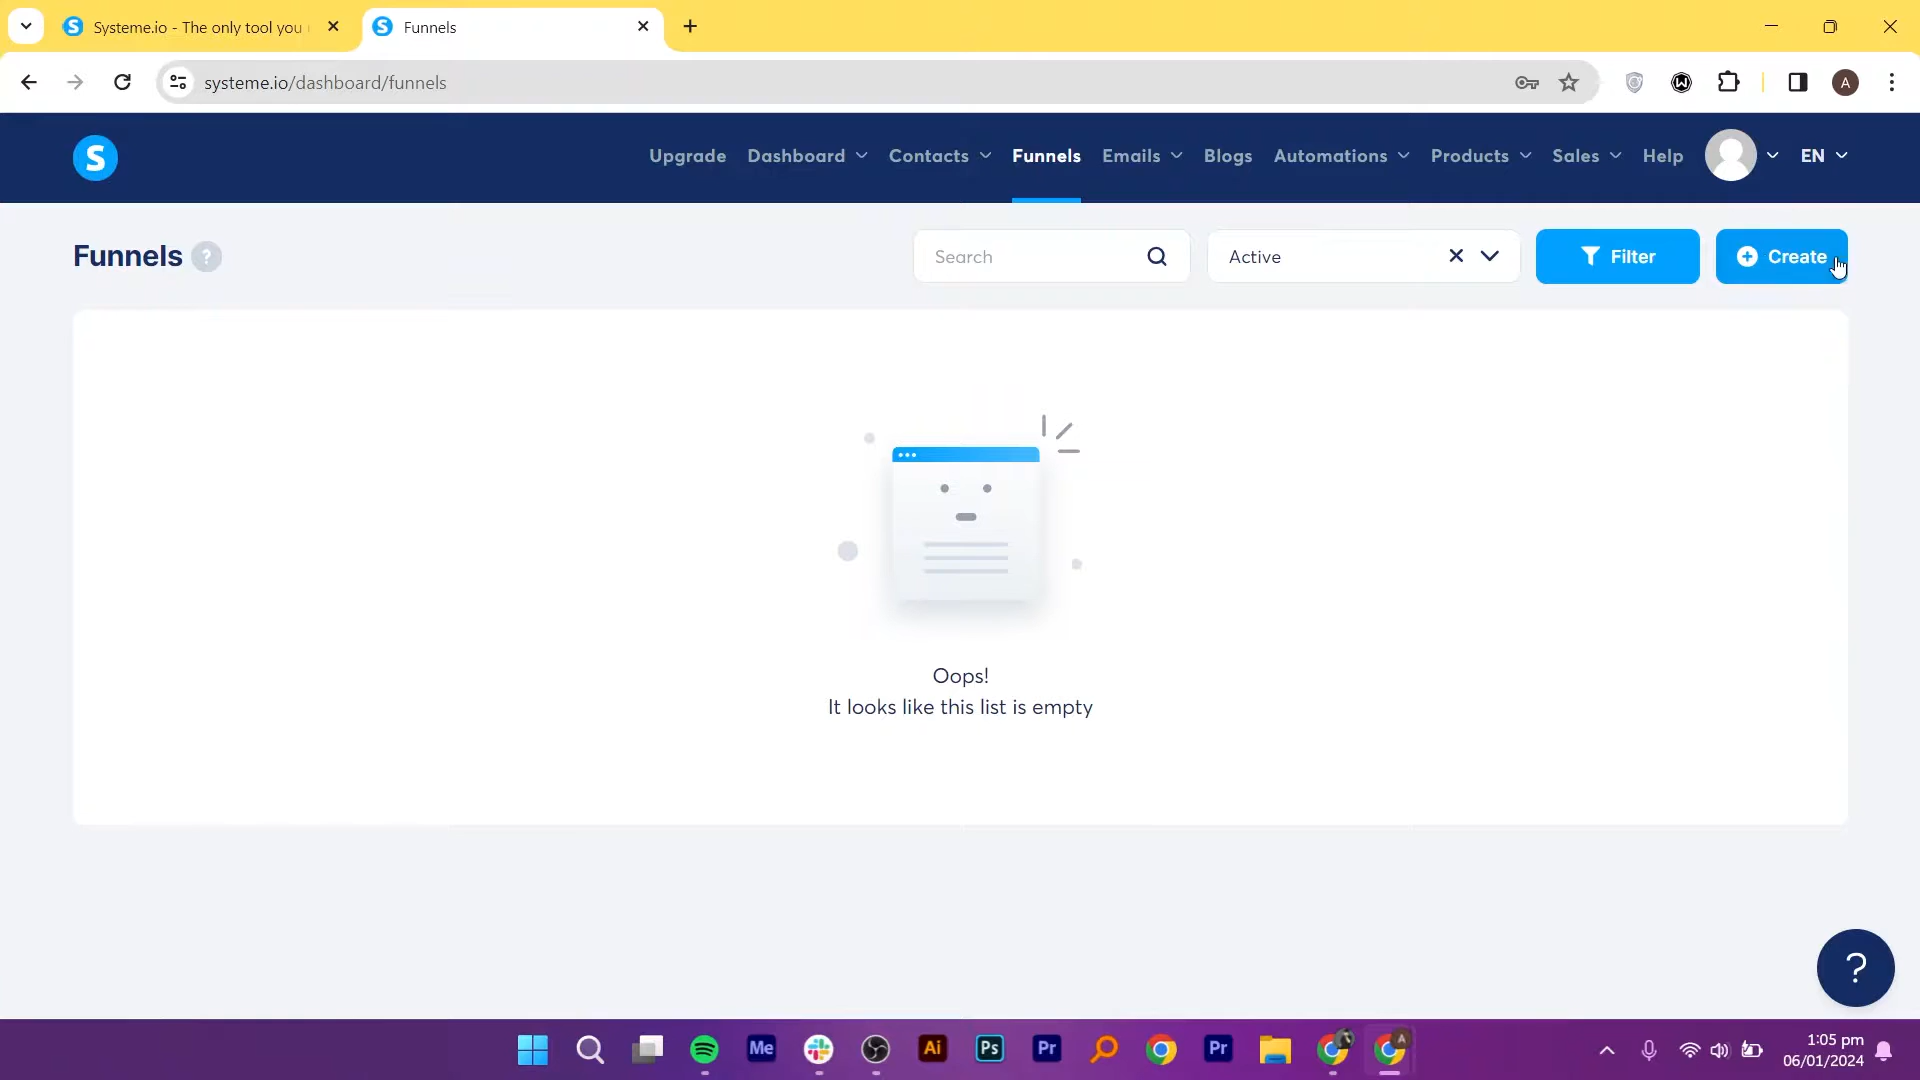 Systeme.io - The only tool you
Funnels
systeme.io/dashboard/funnels
A
S
Upgrade
Dashboard
Contacts
Funnels
Emails
Blogs
Automations
Products
Sales
Help
EN
Funnels ?
Search
Active
Filter
Create
Oops!
It looks like this list is empty
?
Me
Ai
Ps
Pr
Pr
A
1:05 pm
06/01/2024